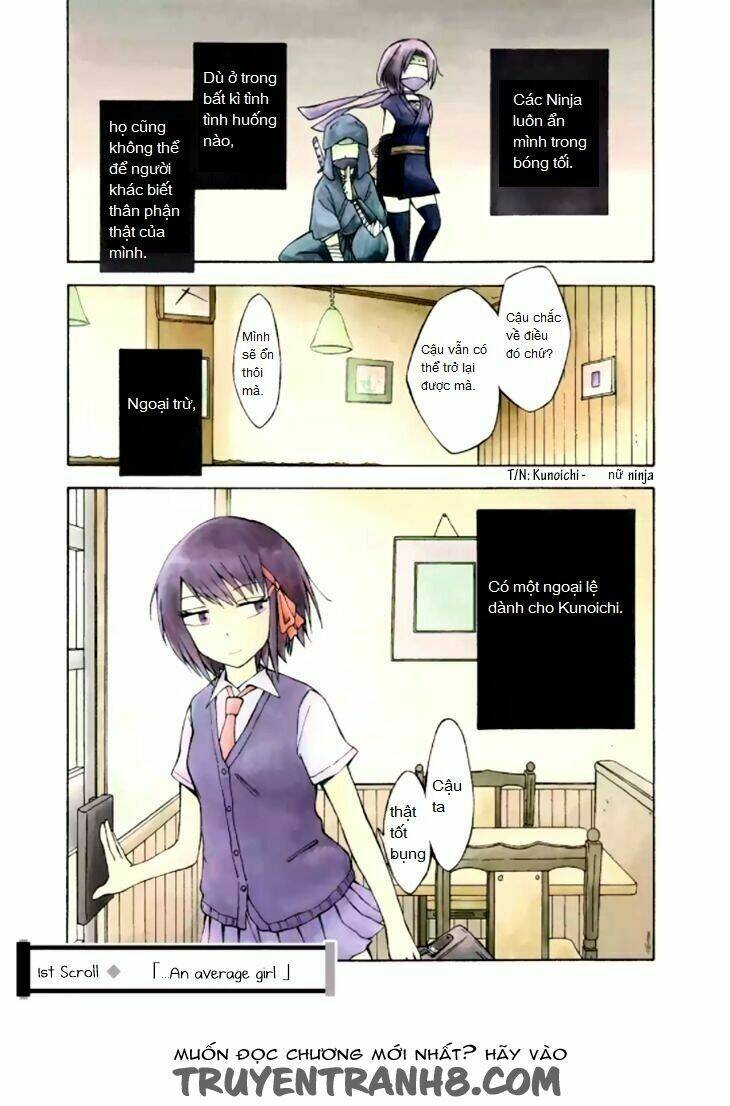 Các Ninja
luôn ẩn
mình trong
bóng tối.
Dù ở trong
bất kì tình
tình huống
nào,
họ cũng
không thể
để người
khác biết
thân phận
thật của
mình.
Cậu chắc
về điều
đó chứ?
Cậu vẫn có
thể trở lại
được mà.
Mình
sẽ ổn
thôi
mà.
Ngoại trừ,
T/N: Kunoichi - nữ ninja
Có một ngoại lệ
dành cho Kunoichi.
Cậu
ta
thật
tốt
bụng
1st Scroll ◆ 「...An average girl 」
MUỐN ĐỌC CHƯƠNG MỚI NHẤT? HÃY VÀO
TRUYENTRANH8.COM